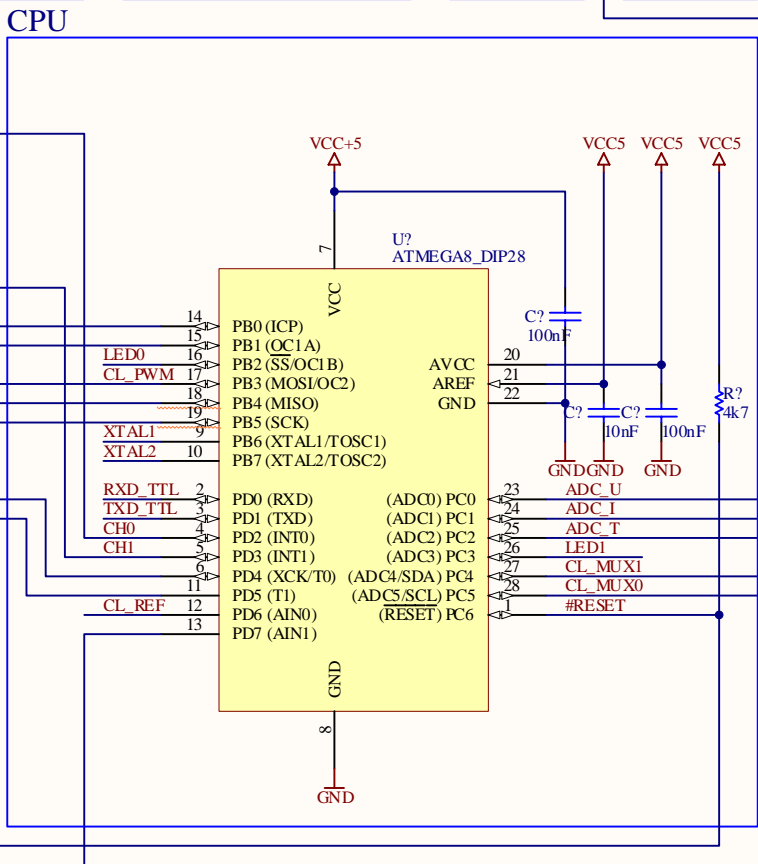 CPU
VCC+5
VCC5
VCC5
VCC5
U?
ATMEGA8_DIP28
7
VCC
C?
100nF
14
PB0 (ICP)
15
PB1 (OC1A)
LED0
16
PB2 (SS/OC1B)
CL_PWM
17
PB3 (MOSI/OC2)
18
PB4 (MISO)
19
PB5 (SCK)
XTAL1
9
PB6 (XTAL1/TOSC1)
XTAL2
10
PB7 (XTAL2/TOSC2)
AVCC
20
AREF
21
GND
22
C?
10nF
C?
100nF
R?
4k7
GND
GND
GND
RXD_TTL
2
PD0 (RXD)
TXD_TTL
3
PD1 (TXD)
CH0
4
PD2 (INT0)
CH1
5
PD3 (INT1)
6
PD4 (XCK/T0)
11
PD5 (T1)
CL_REF
12
PD6 (AIN0)
13
PD7 (AIN1)
(ADC0) PC0
23
ADC_U
(ADC1) PC1
24
ADC_I
(ADC2) PC2
25
ADC_T
(ADC3) PC3
26
LED1
(ADC4/SDA) PC4
27
CL_MUX1
(ADC5/SCL) PC5
28
CL_MUX0
(RESET) PC6
1
#RESET
GND
8
GND